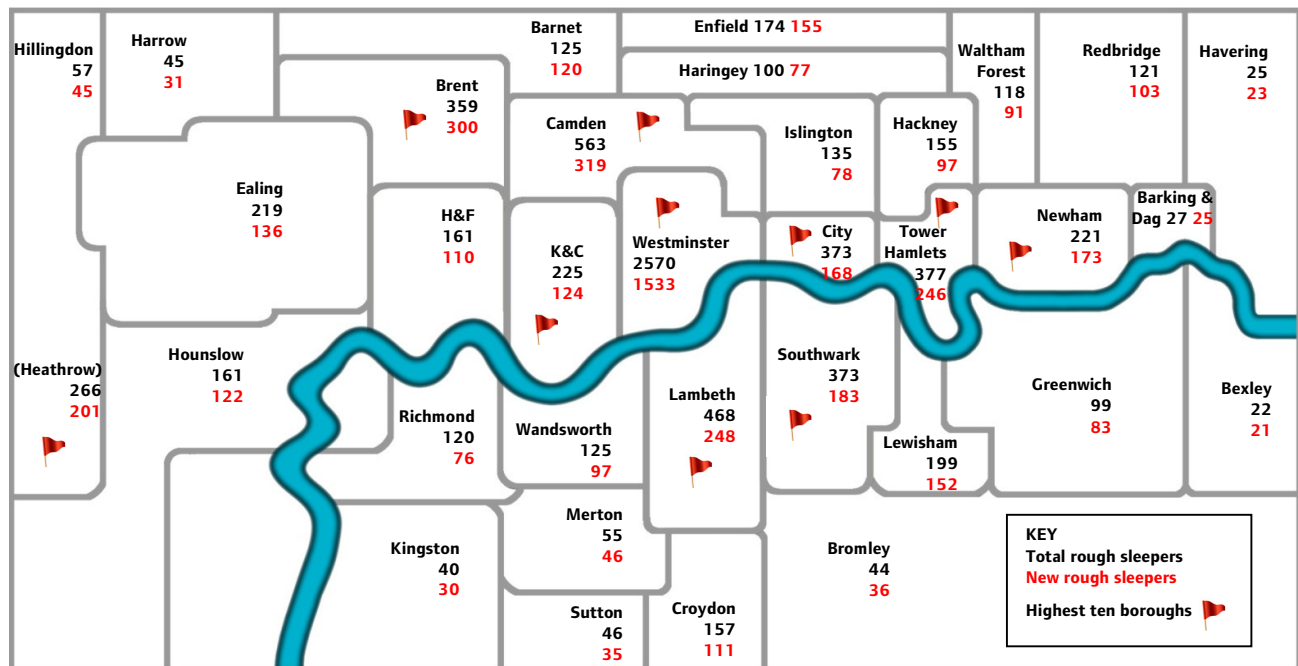 Hillingdon
57
45
Harrow
45
31
Barnet
125
120
Enfield 174 155
Haringey 100 77
Waltham
Forest
118
91
Redbridge
121
103
Havering
25
23
Brent
359
300
Camden
563
319
Islington
135
78
Hackney
155
97
Ealing
219
136
H&F
161
110
K&C
225
124
Westminster
2570
1533
City
373
168
Tower
Hamlets
377
246
Newham
221
173
Barking &
Dag 27 25
(Heathrow)
266
201
Hounslow
161
122
Richmond
120
76
Wandsworth
125
97
Lambeth
468
248
Southwark
373
183
Lewisham
199
152
Greenwich
99
83
Bexley
22
21
Kingston
40
30
Merton
55
46
Sutton
46
35
Croydon
157
111
Bromley
44
36
KEY
Total rough sleepers
New rough sleepers
Highest ten boroughs